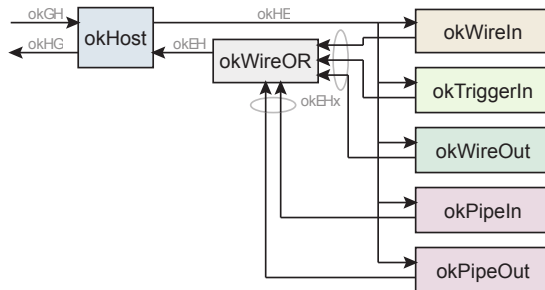 okGH
okHE
okHost
okWireIn
okHG
okEH
okWireOR
okEHx
okTriggerIn
okWireOut
okPipeIn
okPipeOut